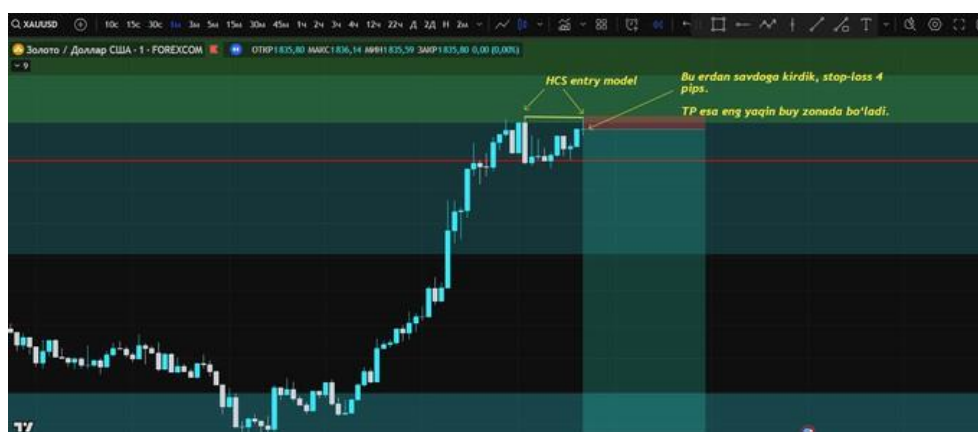 XAUUSD 10с 15с 30с 1м 3м 5м 15м 30м 45м 1ч 2ч 3ч 4ч 12ч 22ч Д 2Д Н 2м
Золото / Доллар США · 1 · FOREXCOM ОТКР1835,80 МАКС1836,14 МИН1835,59 ЗАКР1835,80 0,00 (0,00%)
9
HCS entry model
Bu erdan savdoga kirdik, stop-loss 4
pips.
TP esa eng yaqin buy zonada bo‘ladi.